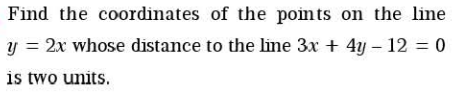 Find the coordinates of the points on the line
y = 2x whose distance to the line 3x + 4y – 12 = 0
is two units.